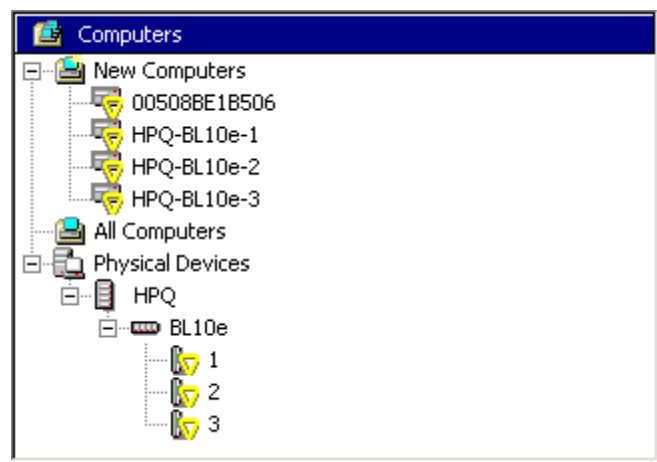 Computers
New Computers
00508BE1B506
HPQ-BL10e-1
HPQ-BL10e-2
HPQ-BL10e-3
All Computers
Physical Devices
HPQ
BL10e
1
2
3